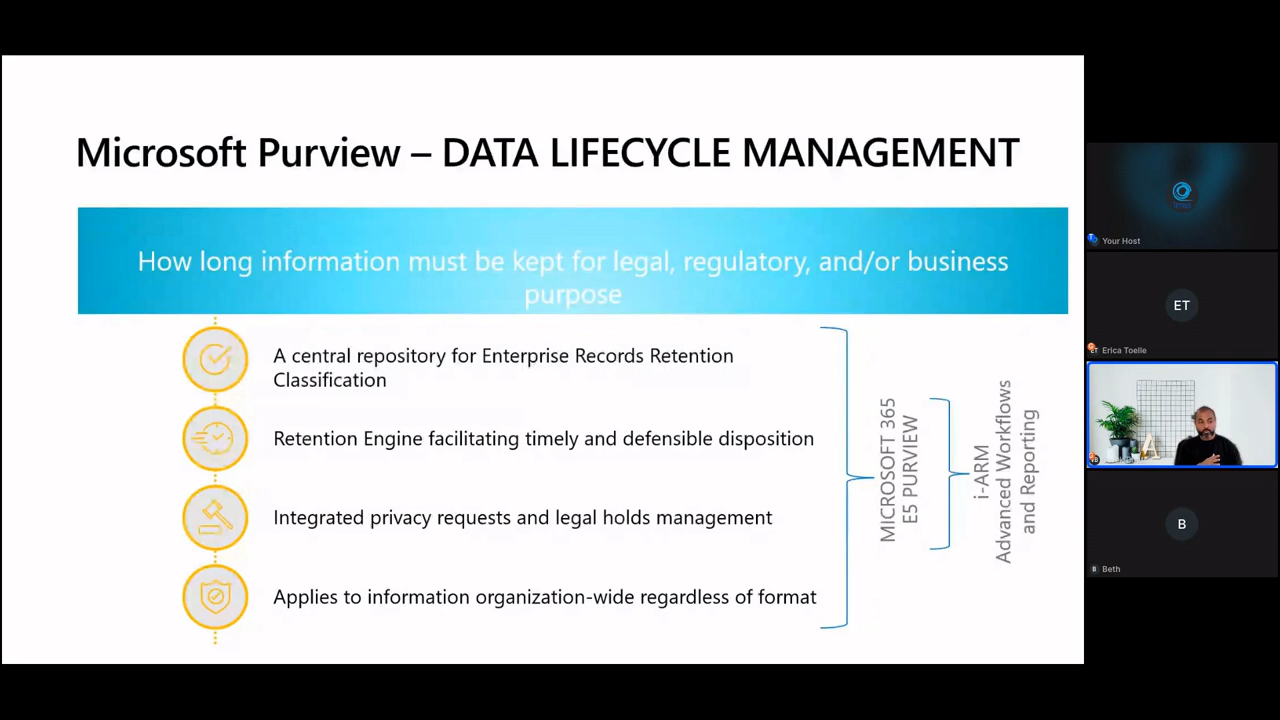 Microsoft Purview – DATA LIFECYCLE MANAGEMENT
How long information must be kept for legal, regulatory, and/or business
purpose
A central repository for Enterprise Records Retention
Classification
Retention Engine facilitating timely and defensible disposition
Integrated privacy requests and legal holds management
Applies to information organization-wide regardless of format
MICROSOFT 365
E5 PURVIEW
i-ARM
Advanced Workflows
and Reporting
Your Host
ET
ET Erica Toelle
B
B Beth